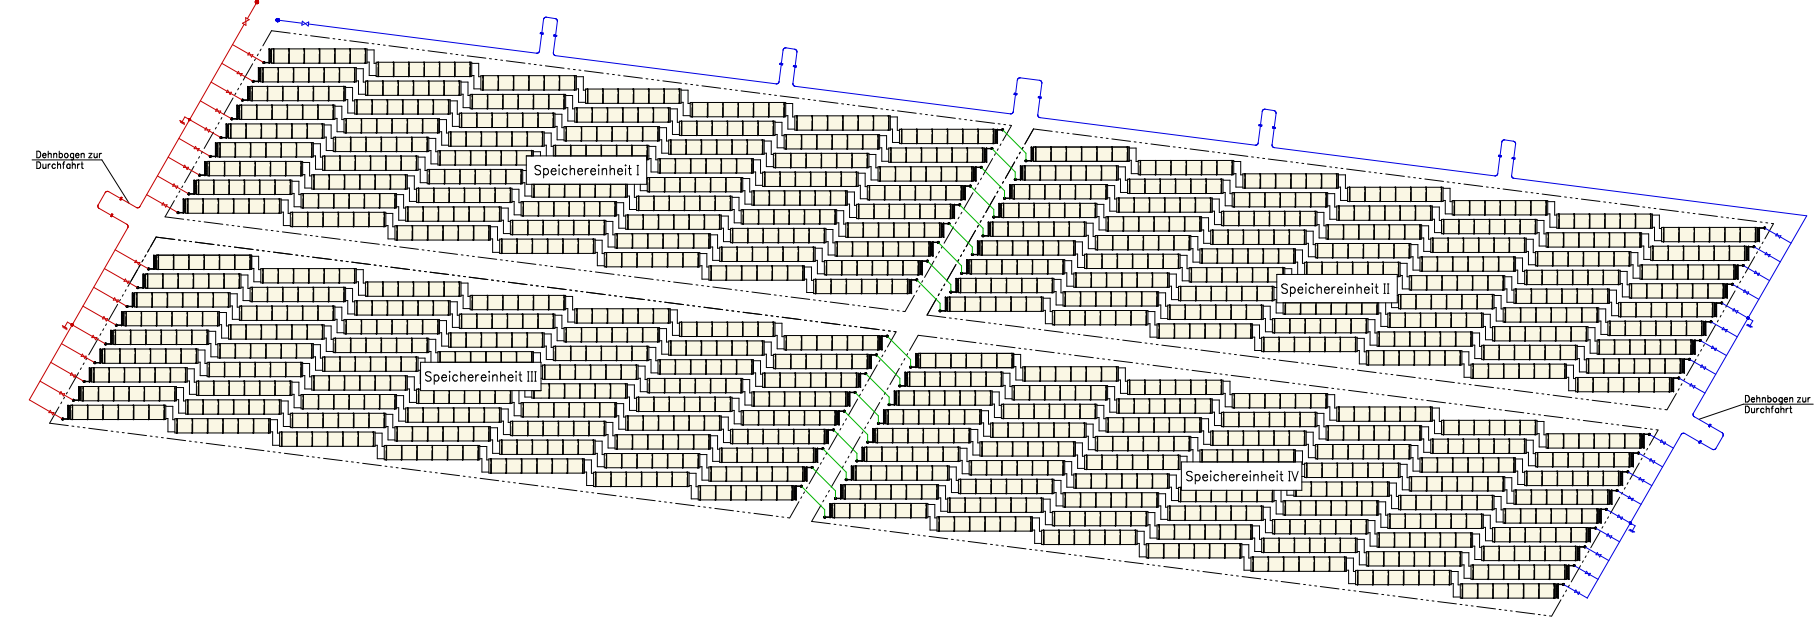 Dehnbogen zur
Durchfahrt
Speichereinheit I
Speichereinheit II
Speichereinheit III
Dehnbogen zur
Durchfahrt
Speichereinheit IV